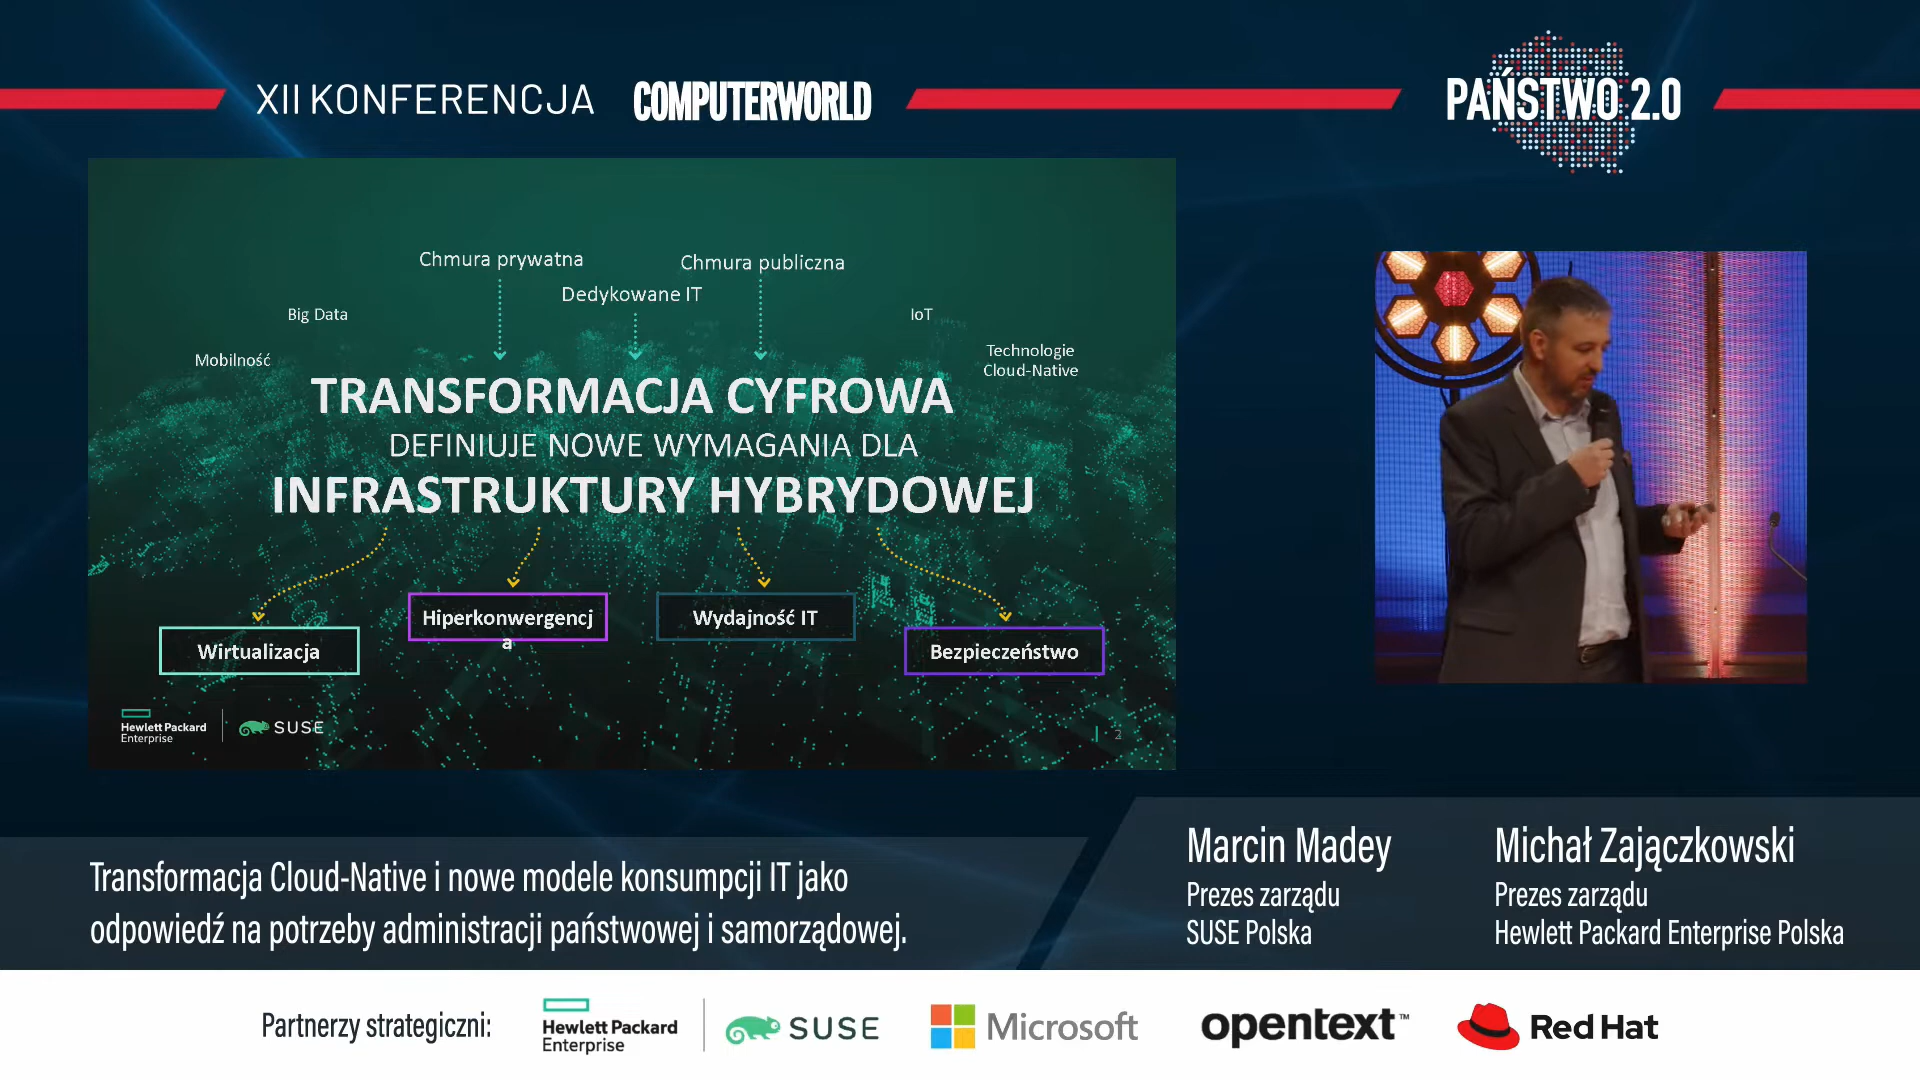 XII KONFERENCJA COMPUTERWORLD
PAŃSTWO 2.0
Chmura prywatna
Chmura publiczna
Dedykowane IT
Big Data
IoT
Mobilność
Technologie
Cloud-Native
TRANSFORMACJA CYFROWA
DEFINIUJE NOWE WYMAGANIA DLA
INFRASTRUKTURY HYBRYDOWEJ
Wirtualizacja
Hiperkonwergencj
a
Wydajność IT
Bezpieczeństwo
Hewlett Packard
Enterprise
SUSE
2
Transformacja Cloud-Native i nowe modele konsumpcji IT jako
odpowiedź na potrzeby administracji państwowej i samorządowej.
Marcin Madey
Prezes zarządu
SUSE Polska
Michał Zajączkowski
Prezes zarządu
Hewlett Packard Enterprise Polska
Partnerzy strategiczni:
Hewlett Packard
Enterprise
SUSE
Microsoft
opentext™
Red Hat